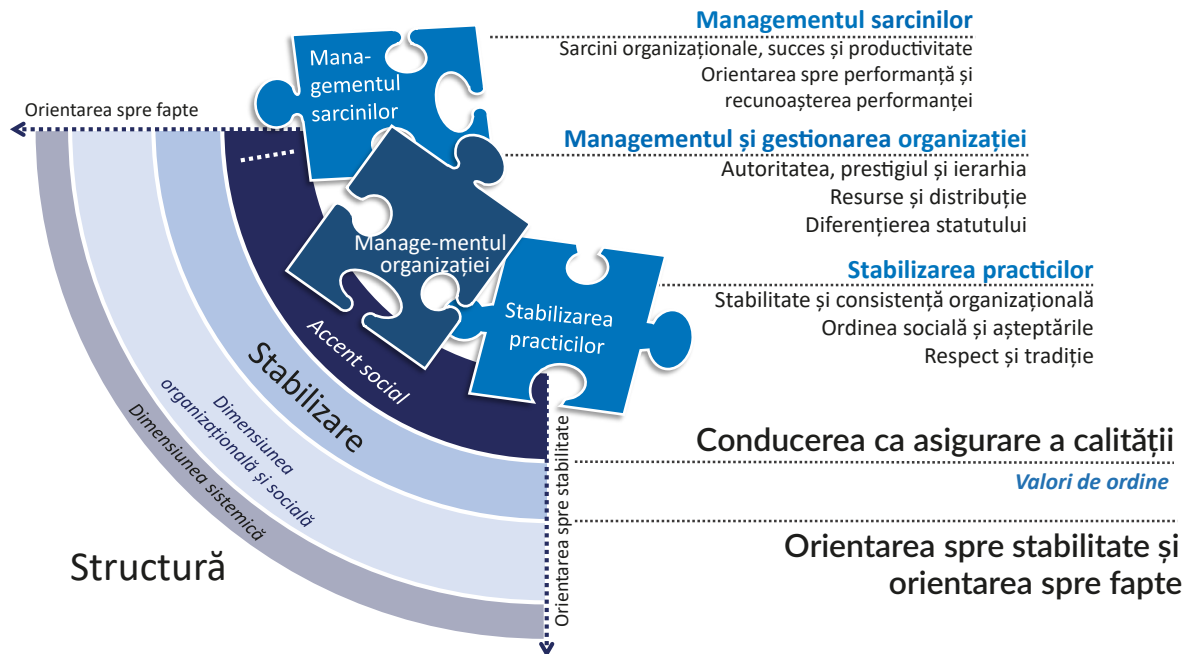 Managementul sarcinilor
Sarcini organizaționale, succes și productivitate
Orientarea spre performanță și
recunoașterea performanței
Mana-
gementul
sarcinilor
Orientarea spre fapte
Managementul și gestionarea organizației
Autoritatea, prestigiul și ierarhia
Resurse și distribuție
Diferențierea statutului
Manage-mentul
organizației
Stabilizarea practicilor
Stabilitate și consistență organizațională
Ordinea socială și așteptările
Respect și tradiție
Stabilizarea
practicilor
Accent social
Stabilizare
Dimensiunea
organizațională și socială
Dimensiunea sistemică
Structură
Orientarea spre stabilitate
Conducerea ca asigurare a calității
Valori de ordine
Orientarea spre stabilitate și
orientarea spre fapte